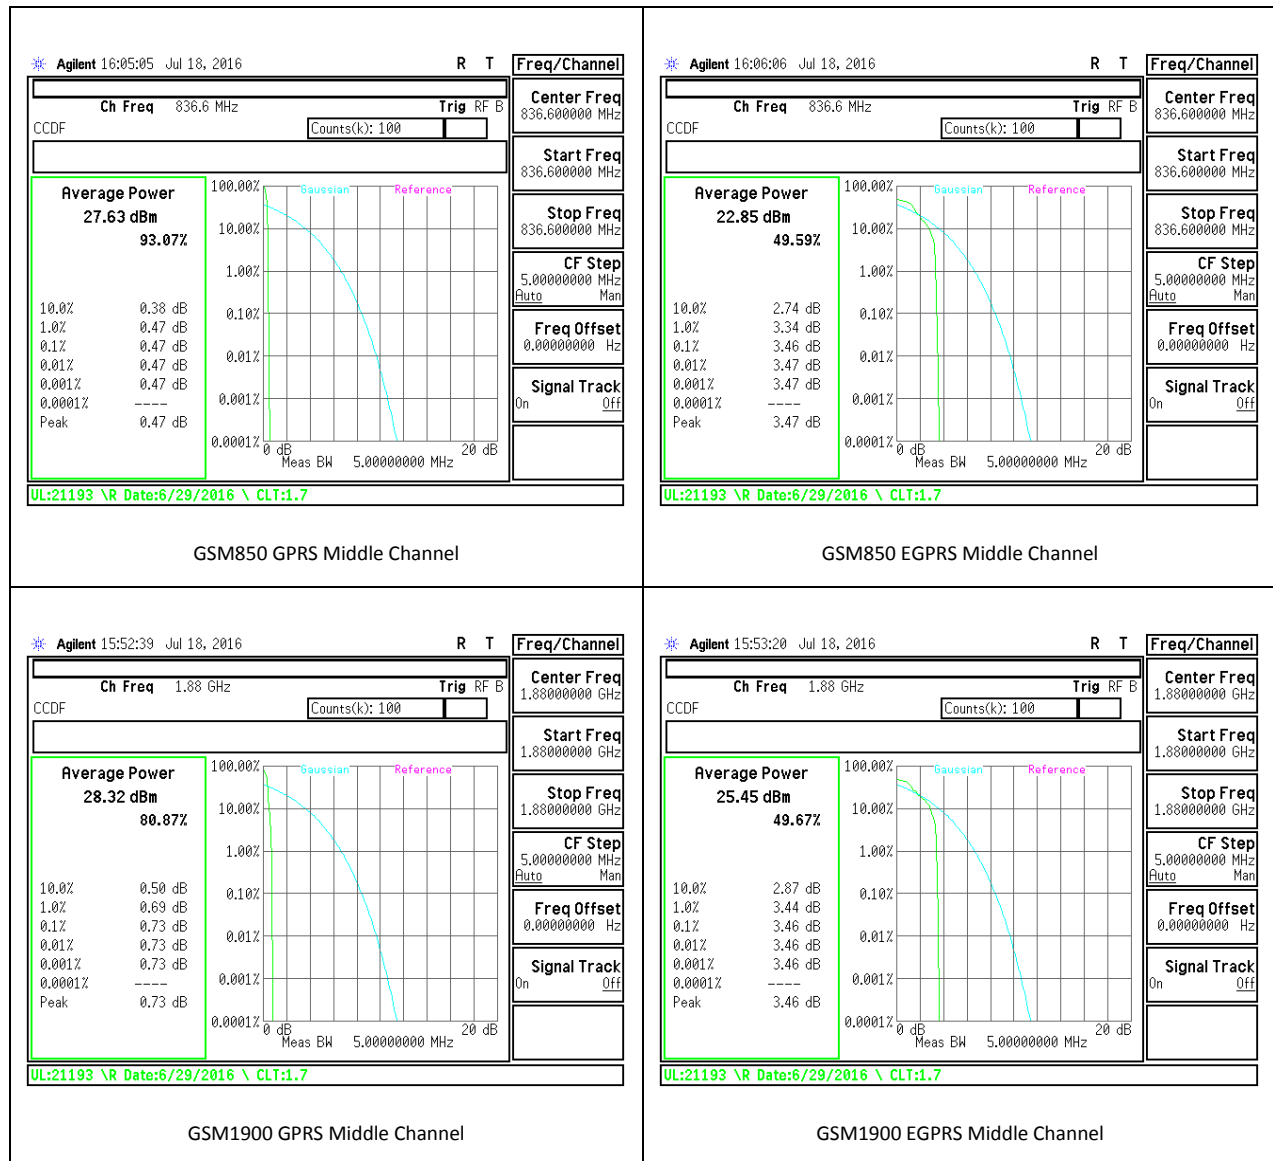 Agilent 16:05:05 Jul 18, 2016 R T Freq/Channel
Ch Freq 836.6 MHz Trig RF B
CCDF Counts(k): 100
Average Power
27.63 dBm
93.07%
10.0% 0.38 dB
1.0% 0.47 dB
0.1% 0.47 dB
0.01% 0.47 dB
0.001% 0.47 dB
0.0001% ----
Peak 0.47 dB
Gaussian Reference
100.00%
10.00%
1.00%
0.10%
0.01%
0.001%
0.0001%
0 dB 20 dB
Meas BW 5.00000000 MHz
Center Freq
836.600000 MHz
Start Freq
836.600000 MHz
Stop Freq
836.600000 MHz
CF Step
5.00000000 MHz
Auto Man
Freq Offset
0.00000000 Hz
Signal Track
On Off
UL:21193 \R Date:6/29/2016 \ CLT:1.7
GSM850 GPRS Middle Channel
Agilent 16:06:06 Jul 18, 2016 R T Freq/Channel
Ch Freq 836.6 MHz Trig RF B
CCDF Counts(k): 100
Average Power
22.85 dBm
49.59%
10.0% 2.74 dB
1.0% 3.34 dB
0.1% 3.46 dB
0.01% 3.47 dB
0.001% 3.47 dB
0.0001% ----
Peak 3.47 dB
Gaussian Reference
100.00%
10.00%
1.00%
0.10%
0.01%
0.001%
0.0001%
0 dB 20 dB
Meas BW 5.00000000 MHz
Center Freq
836.600000 MHz
Start Freq
836.600000 MHz
Stop Freq
836.600000 MHz
CF Step
5.00000000 MHz
Auto Man
Freq Offset
0.00000000 Hz
Signal Track
On Off
UL:21193 \R Date:6/29/2016 \ CLT:1.7
GSM850 EGPRS Middle Channel
Agilent 15:52:39 Jul 18, 2016 R T Freq/Channel
Ch Freq 1.88 GHz Trig RF B
CCDF Counts(k): 100
Average Power
28.32 dBm
80.87%
10.0% 0.50 dB
1.0% 0.69 dB
0.1% 0.73 dB
0.01% 0.73 dB
0.001% 0.73 dB
0.0001% ----
Peak 0.73 dB
Gaussian Reference
100.00%
10.00%
1.00%
0.10%
0.01%
0.001%
0.0001%
0 dB 20 dB
Meas BW 5.00000000 MHz
Center Freq
1.88000000 GHz
Start Freq
1.88000000 GHz
Stop Freq
1.88000000 GHz
CF Step
5.00000000 MHz
Auto Man
Freq Offset
0.00000000 Hz
Signal Track
On Off
UL:21193 \R Date:6/29/2016 \ CLT:1.7
GSM1900 GPRS Middle Channel
Agilent 15:53:20 Jul 18, 2016 R T Freq/Channel
Ch Freq 1.88 GHz Trig RF B
CCDF Counts(k): 100
Average Power
25.45 dBm
49.67%
10.0% 2.87 dB
1.0% 3.44 dB
0.1% 3.46 dB
0.01% 3.46 dB
0.001% 3.46 dB
0.0001% ----
Peak 3.46 dB
Gaussian Reference
100.00%
10.00%
1.00%
0.10%
0.01%
0.001%
0.0001%
0 dB 20 dB
Meas BW 5.00000000 MHz
Center Freq
1.88000000 GHz
Start Freq
1.88000000 GHz
Stop Freq
1.88000000 GHz
CF Step
5.00000000 MHz
Auto Man
Freq Offset
0.00000000 Hz
Signal Track
On Off
UL:21193 \R Date:6/29/2016 \ CLT:1.7
GSM1900 EGPRS Middle Channel